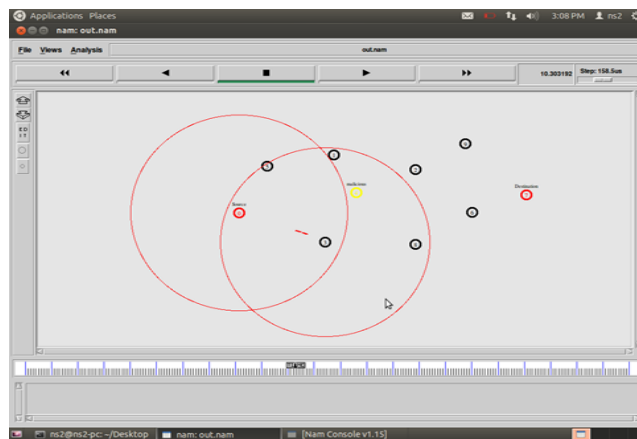 Applications Places
3:08 PM ns2
nam: out.nam
File Views Analysis
out.nam
10.303192
Step: 158.5us
E D
I T
malicious
Source
Destination
ns2@ns2-pc: ~/Desktop
nam: out.nam
[Nam Console v1.15]